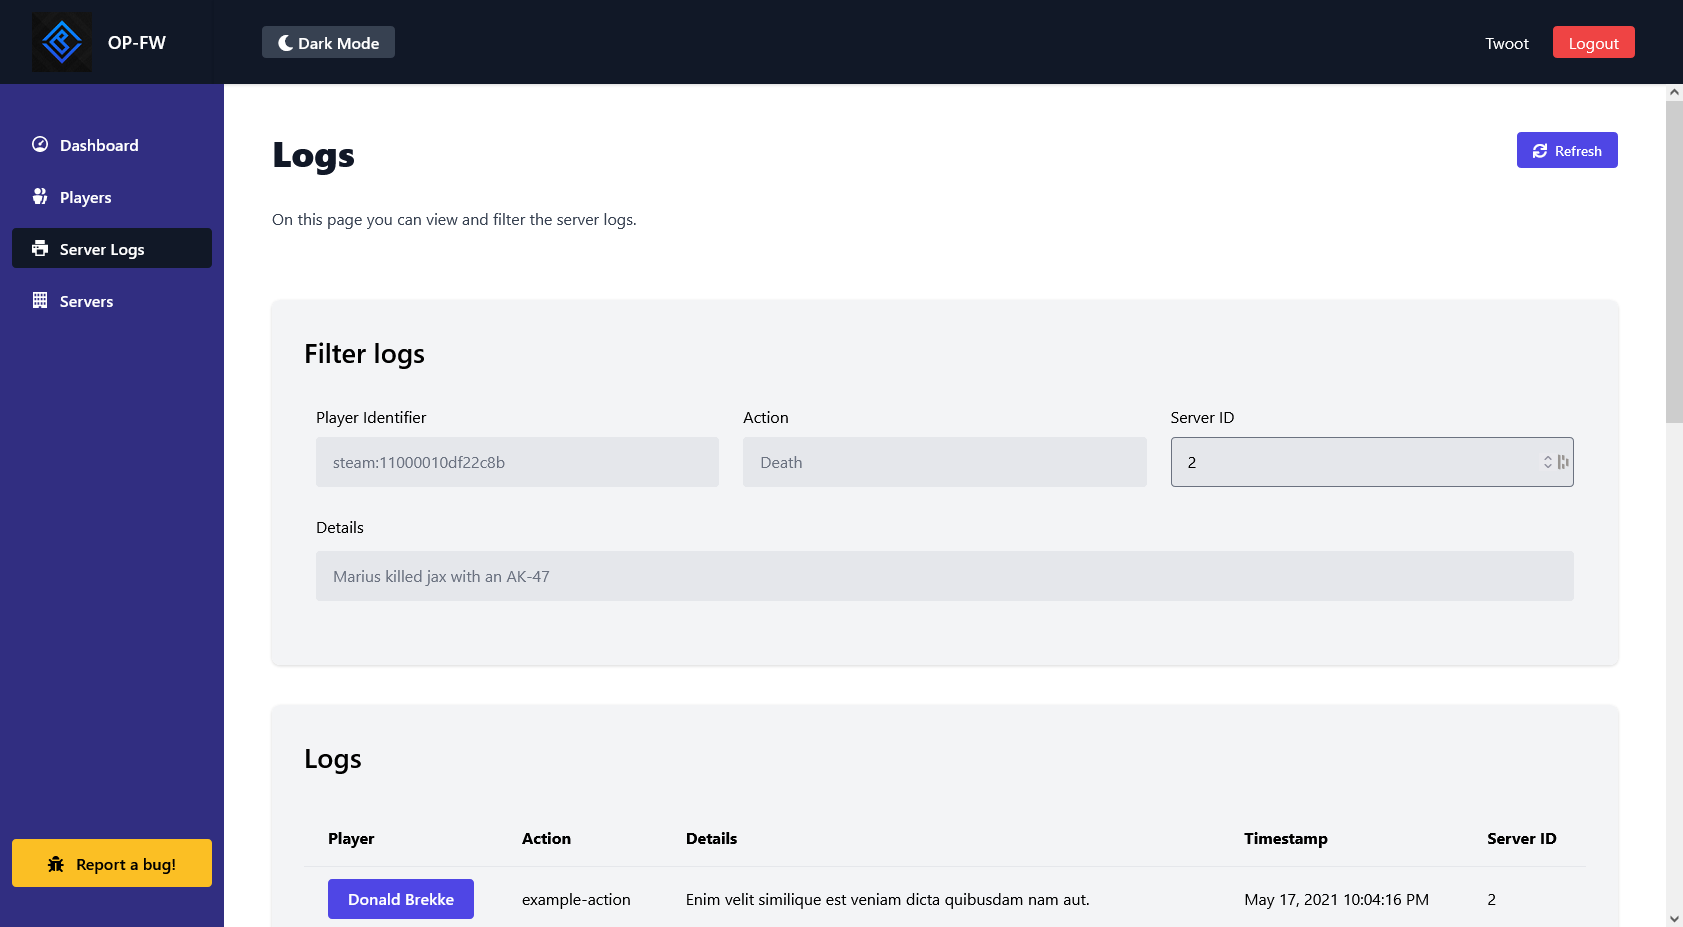 OP-FW
Dark Mode
Twoot
Logout
Dashboard
Players
Server Logs
Servers
Report a bug!
Logs
Refresh
On this page you can view and filter the server logs.
Filter logs
Player Identifier
Action
Server ID
steam:11000010df22c8b
Death
2
Details
Marius killed jax with an AK-47
Logs
Player Action Details Timestamp Server ID
Donald Brekke example-action Enim velit similique est veniam dicta quibusdam nam aut. May 17, 2021 10:04:16 PM 2